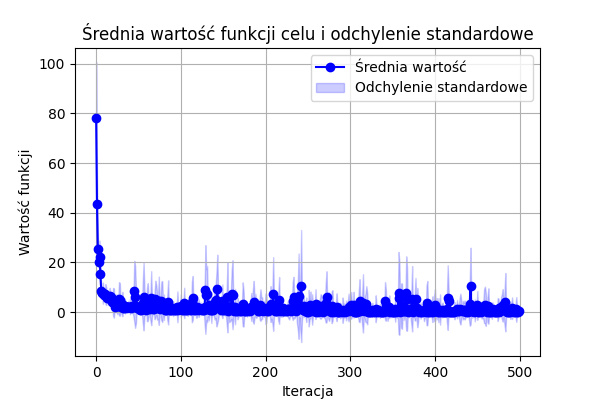 Średnia wartość funkcji celu i odchylenie standardowe
Średnia wartość
Odchylenie standardowe
Wartość funkcji
100
80
60
40
20
0
0 100 200 300 400 500
Iteracja